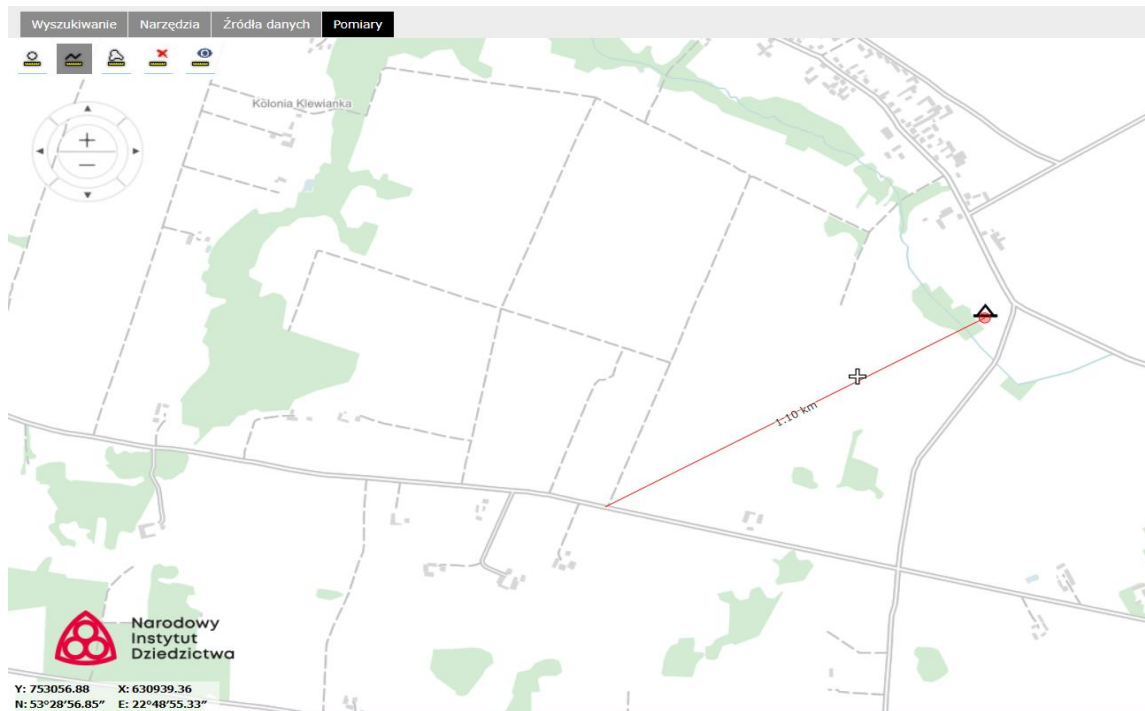 Wyszukiwanie Narzędzia Źródła danych Pomiary
Kolonia Klewianka
1.10 km
Narodowy
Instytut
Dziedzictwa
Y: 753056.88 X: 630939.36
N: 53°28′56.85″ E: 22°48′55.33″